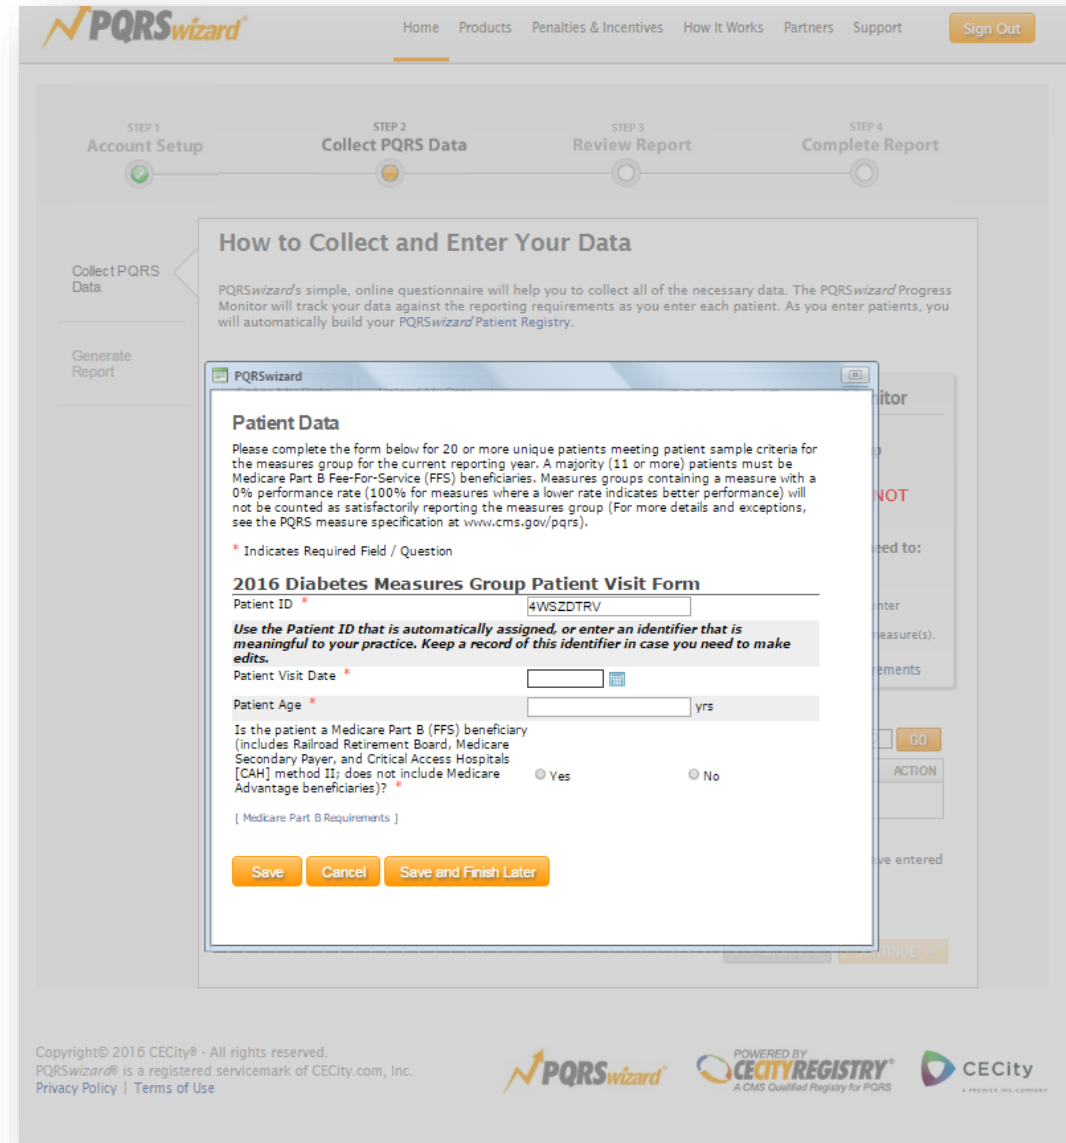 PQRSwizard®
Home Products Penalties & Incentives How It Works Partners Support Sign Out
STEP 1 STEP 2 STEP 3 STEP 4
Account Setup Collect PQRS Data Review Report Complete Report
How to Collect and Enter Your Data
Collect PQRS
Data
PQRSwizard's simple, online questionnaire will help you to collect all of the necessary data. The PQRSwizard Progress
Monitor will track your data against the reporting requirements as you enter each patient. As you enter patients, you
will automatically build your PQRSwizard Patient Registry.
Generate
Report
PQRSwizard
itor
Patient Data
Please complete the form below for 20 or more unique patients meeting patient sample criteria for
the measures group for the current reporting year. A majority (11 or more) patients must be
Medicare Part B Fee-For-Service (FFS) beneficiaries. Measures groups containing a measure with a
0% performance rate (100% for measures where a lower rate indicates better performance) will
not be counted as satisfactorily reporting the measures group (For more details and exceptions,
see the PQRS measure specification at www.cms.gov/pqrs).
NOT
* Indicates Required Field / Question
eed to:
2016 Diabetes Measures Group Patient Visit Form
Patient ID * 4WSZDTRV
nter
Use the Patient ID that is automatically assigned, or enter an identifier that is
meaningful to your practice. Keep a record of this identifier in case you need to make
edits.
measure(s).
Patient Visit Date *
ements
Patient Age * yrs
Is the patient a Medicare Part B (FFS) beneficiary
(includes Railroad Retirement Board, Medicare
Secondary Payer, and Critical Access Hospitals
[CAH] method II; does not include Medicare
Advantage beneficiaries)? * Yes No
GO
ACTION
[ Medicare Part B Requirements ]
Save Cancel Save and Finish Later
ve entered
Copyright© 2016 CECity® - All rights reserved.
PQRSwizard® is a registered servicemark of CECity.com, Inc.
Privacy Policy | Terms of Use
PQRSwizard®
POWERED BY
CECITYREGISTRY®
A CMS Qualified Registry for PQRS
CECity
A PREMIER, INC. COMPANY